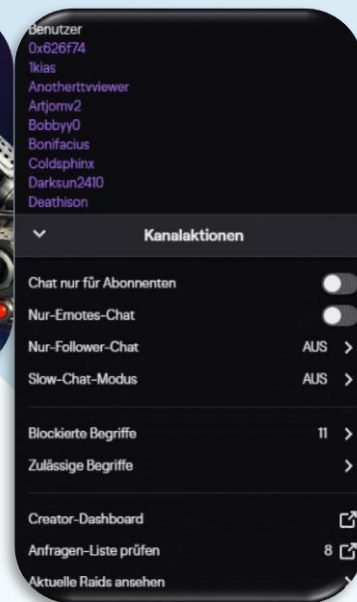 Benutzer
0x626f74
1kias
Anotherttvviewer
Artjomv2
Bobbyy0
Bonifacius
Coldsphinx
Darksun2410
Deathison
Kanalaktionen
Chat nur für Abonnenten
Nur-Emotes-Chat
Nur-Follower-Chat AUS
Slow-Chat-Modus AUS
Blockierte Begriffe 11
Zulässige Begriffe
Creator-Dashboard
Anfragen-Liste prüfen 8
Aktuelle Raids ansehen